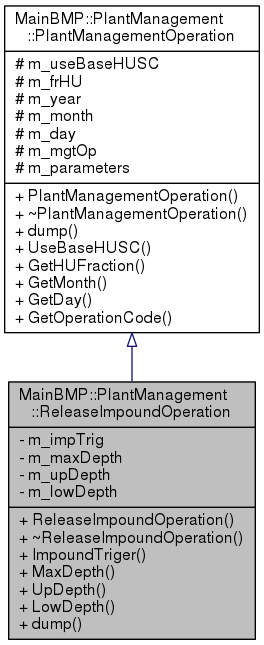 MainBMP::PlantManagement
::PlantManagementOperation
# m_useBaseHUSC
# m_frHU
# m_year
# m_month
# m_day
# m_mgtOp
# m_parameters
+ PlantManagementOperation()
+ ~PlantManagementOperation()
+ dump()
+ UseBaseHUSC()
+ GetHUFraction()
+ GetMonth()
+ GetDay()
+ GetOperationCode()
MainBMP::PlantManagement
::ReleaseImpoundOperation
- m_impTrig
- m_maxDepth
- m_upDepth
- m_lowDepth
+ ReleaseImpoundOperation()
+ ~ReleaseImpoundOperation()
+ ImpoundTriger()
+ MaxDepth()
+ UpDepth()
+ LowDepth()
+ dump()